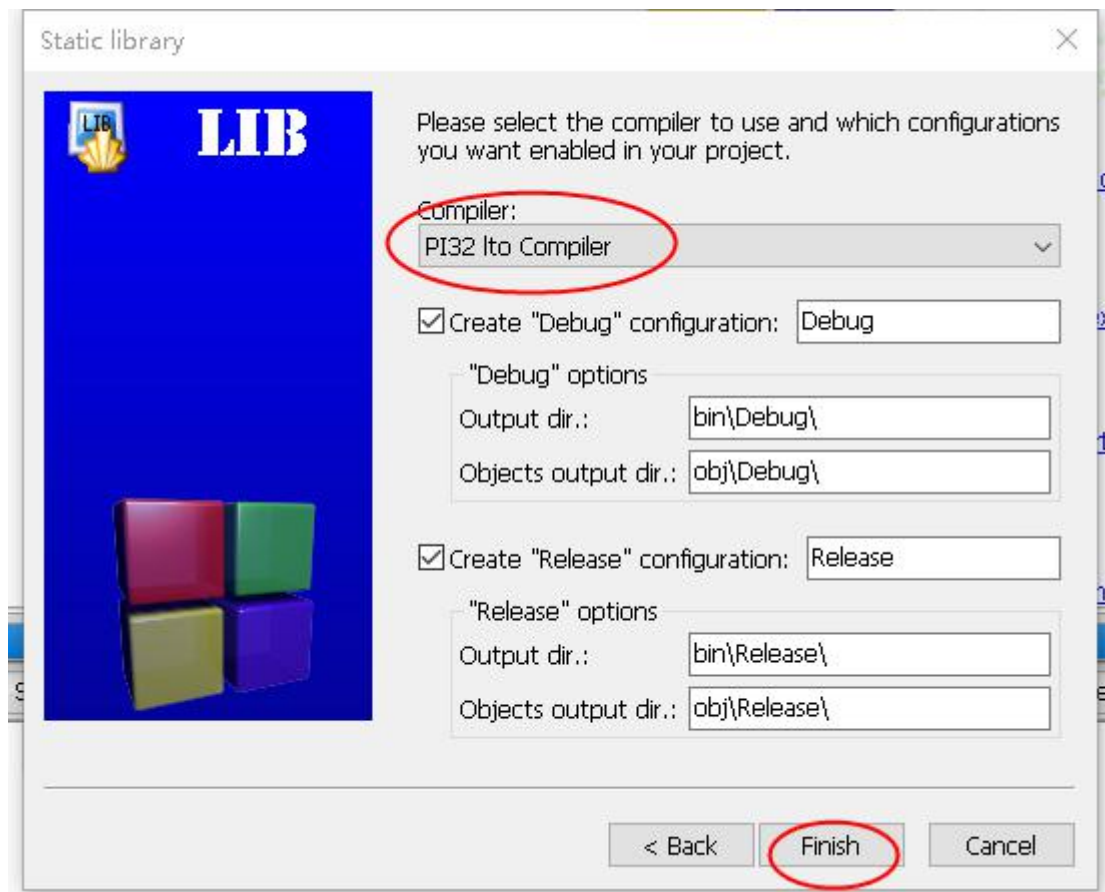 Static library
LIB
LIB
Please select the compiler to use and which configurations
you want enabled in your project.
Compiler:
PI32 lto Compiler
Create "Debug" configuration: Debug
"Debug" options
Output dir.: bin\Debug\
Objects output dir.: obj\Debug\
Create "Release" configuration: Release
"Release" options
Output dir.: bin\Release\
Objects output dir.: obj\Release\
< Back Finish Cancel